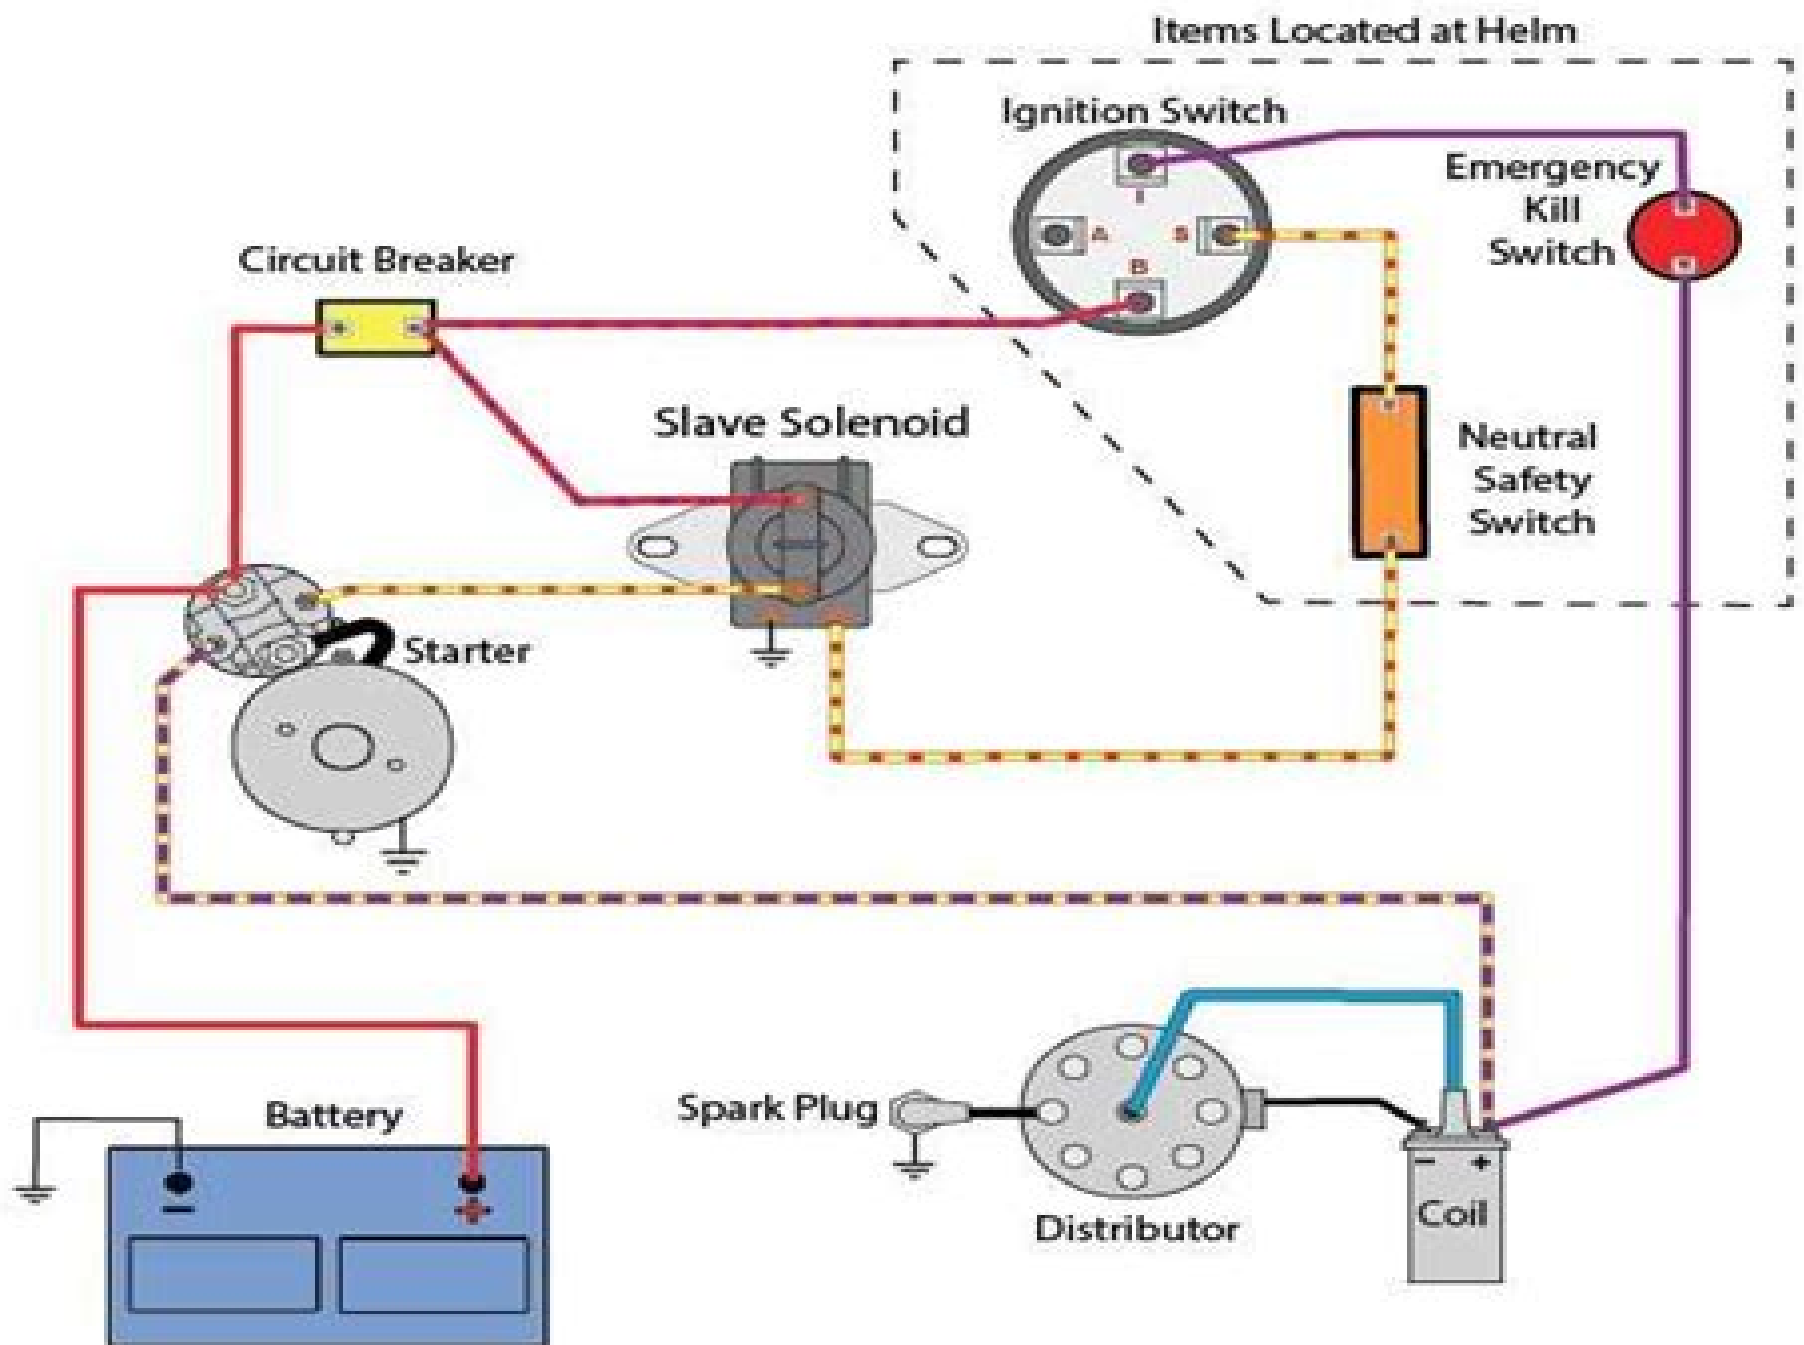 Items Located at Helm
Ignition Switch
I
A
S
B
Emergency
Kill
Switch
Circuit Breaker
Slave Solenoid
Neutral
Safety
Switch
Starter
Battery
−
+
Spark Plug
Distributor
− +
Coil